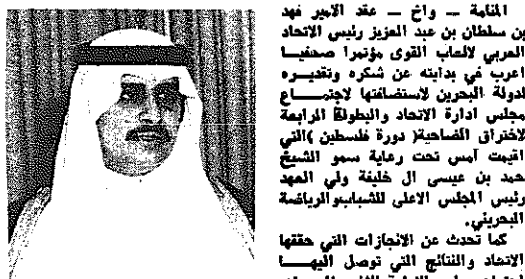 المنامة — واخ — عقد الامير فهد
بن سلطان بن عبد العزيز رئيس الاتحاد
العربي لالعاب القوى مؤتمرا صحفيا
اعرب في بدايته عن شكره وتقديره
لدولة البحرين لاستضافتها لاجتماع
مجلس ادارة الاتحاد والبطولة الرابعة
لاختراق الضاحية( دورة فلسطين )التي
اقيمت أمس تحت رعاية سمو الشيخ
حمد بن عيسى ال خليفة ولي العهد
رئيس المجلس الاعلى للشباب والرياضة
البحريني.
كما تحدث عن الانجازات التي حققتها
الاتحاد والنتائج التي توصل اليها